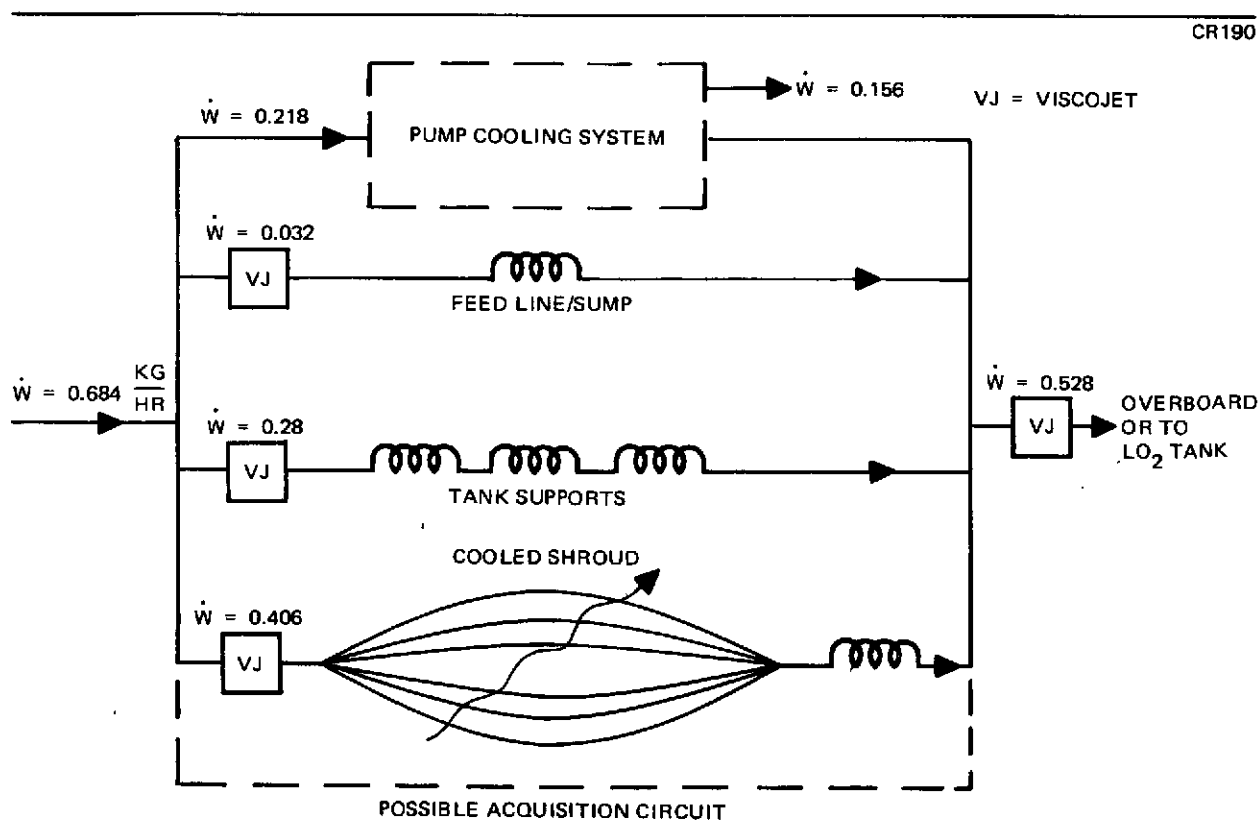 CR190
Ẇ = 0.218
PUMP COOLING SYSTEM
Ẇ = 0.156
VJ = VISCOJET
Ẇ = 0.032
VJ
FEED LINE/SUMP
Ẇ = 0.684 KG/HR
Ẇ = 0.28
VJ
TANK SUPPORTS
Ẇ = 0.528
VJ
OVERBOARD
OR TO
LO₂ TANK
COOLED SHROUD
Ẇ = 0.406
VJ
POSSIBLE ACQUISITION CIRCUIT